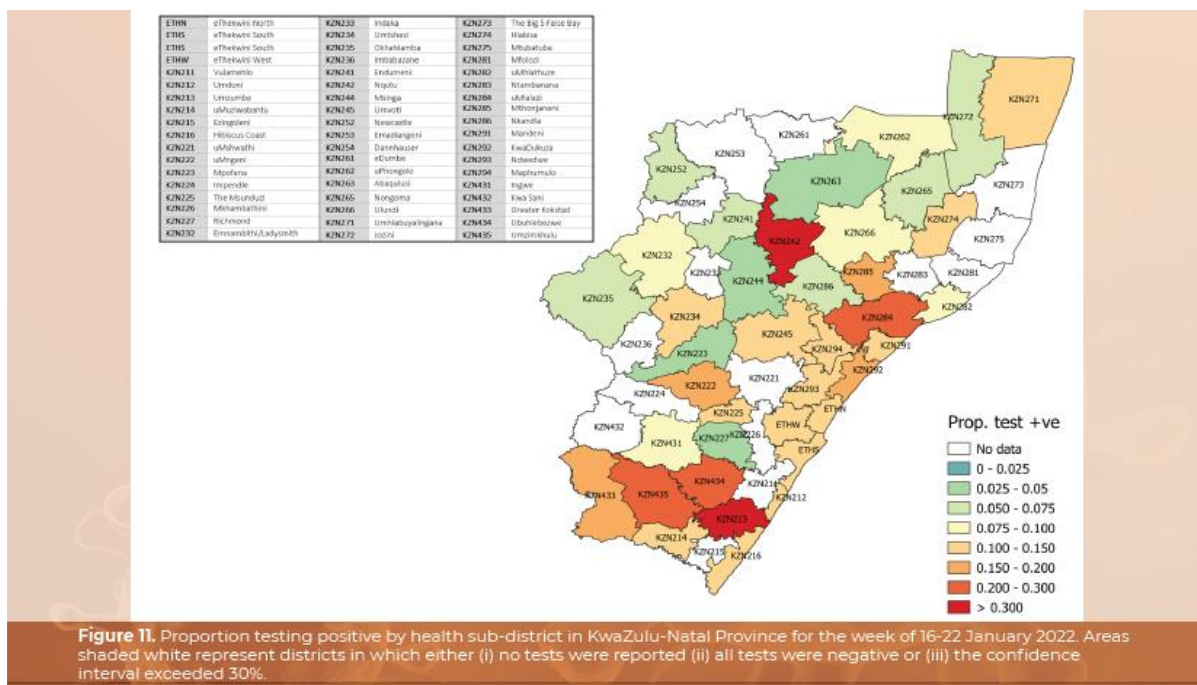 ETHN eThekwini North KZN233 Indaka KZN273 The Big 5 False Bay
ETHS eThekwini South KZN234 Umtshezi KZN274 Hlabisa
ETHS eThekwini South KZN235 Okhahlamba KZN275 Mtubatuba
ETHW eThekwini West KZN236 Imbabazane KZN281 Mfolozi
KZN211 Vulamehlo KZN241 Endumeni KZN282 uMhlathuze
KZN212 Umdoni KZN242 Nqutu KZN283 Ntambanana
KZN213 Umzumbe KZN244 Msinga KZN284 uMlalazi
KZN214 uMuziwabantu KZN245 Umvoti KZN285 Mthonjaneni
KZN215 Ezingoleni KZN252 Newcastle KZN286 Nkandla
KZN216 Hibiscus Coast KZN253 Emadlangeni KZN291 Mandeni
KZN221 uMshwathi KZN254 Dannhauser KZN292 KwaDukuza
KZN222 uMngeni KZN261 eDumbe KZN293 Ndwedwe
KZN223 Mpofana KZN262 uPhongolo KZN294 Maphumulo
KZN224 Impendle KZN263 Abaqulusi KZN431 Ingwe
KZN225 The Msunduzi KZN265 Nongoma KZN432 Kwa Sani
KZN226 Mkhambathini KZN266 Ulundi KZN433 Greater Kokstad
KZN227 Richmond KZN271 Umhlabuyalingana KZN434 Ubuhlebezwe
KZN232 Emnambithi/Ladysmith KZN272 Jozini KZN435 Umzimkhulu
KZN271
KZN272
KZN261
KZN262
KZN253
KZN252
KZN263
KZN273
KZN265
KZN254
KZN241
KZN274
KZN242
KZN266
KZN275
KZN232
KZN233
KZN244
KZN285
KZN283
KZN281
KZN286
KZN235
KZN282
KZN284
KZN234
KZN245
KZN236
KZN223
KZN294
KZN291
KZN292
KZN221
KZN222
KZN224
KZN293
KZN225
ETHN
ETHW
KZN432
KZN431
KZN227
KZN226
ETHS
KZN434
KZN211
KZN212
KZN433
KZN435
KZN213
KZN214
KZN215
KZN216
Prop. test +ve
No data
0 - 0.025
0.025 - 0.05
0.050 - 0.075
0.075 - 0.100
0.100 - 0.150
0.150 - 0.200
0.200 - 0.300
> 0.300
Figure 11. Proportion testing positive by health sub-district in KwaZulu-Natal Province for the week of 16-22 January 2022. Areas
shaded white represent districts in which either (i) no tests were reported (ii) all tests were negative or (iii) the confidence
interval exceeded 30%.